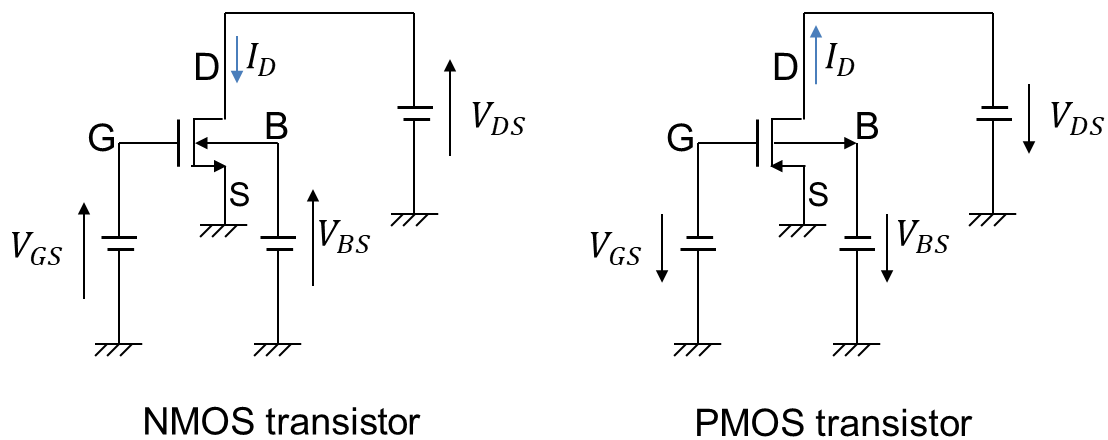 D I_D
G B V_DS
S
V_GS V_BS
NMOS transistor
D I_D
G B V_DS
S
V_GS V_BS
PMOS transistor